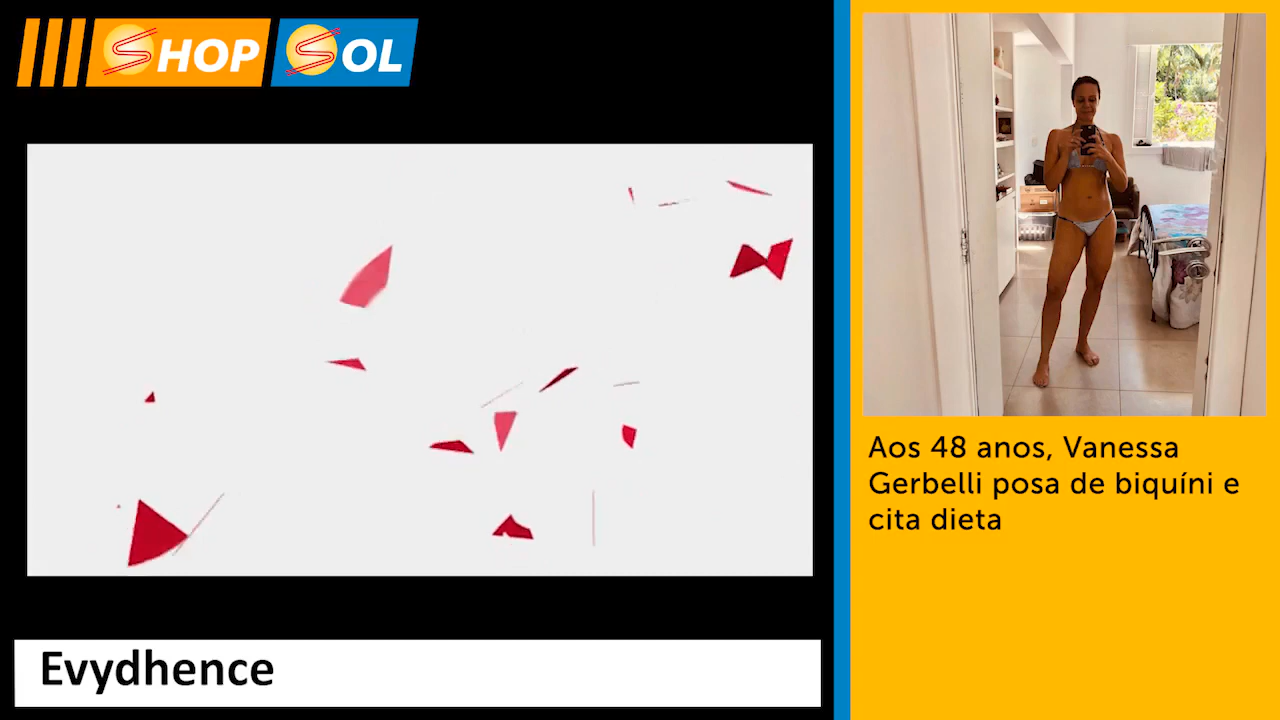 SHOP SOL
Aos 48 anos, Vanessa
Gerbelli posa de biquíni e
cita dieta
Evydhence